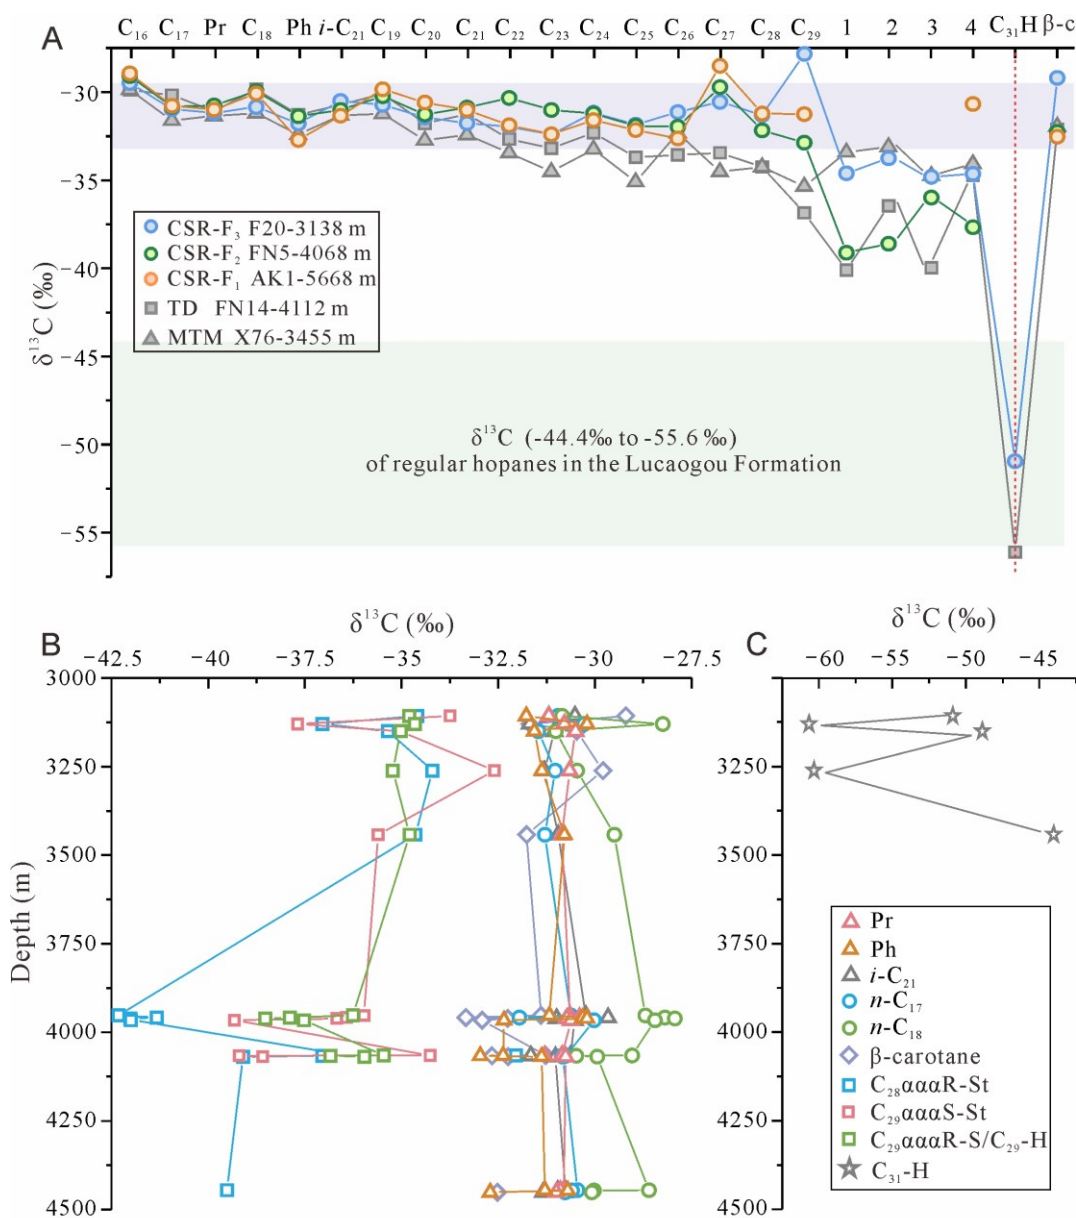 A
C₁₆ C₁₇ Pr C₁₈ Ph i-C₂₁ C₁₉ C₂₀ C₂₁ C₂₂ C₂₃ C₂₄ C₂₅ C₂₆ C₂₇ C₂₈ C₂₉ 1 2 3 4 C₃₁H β-c
−30
−35
−40
−45
−50
−55
δ¹³C (‰)
CSR-F₃ F20-3138 m
CSR-F₂ FN5-4068 m
CSR-F₁ AK1-5668 m
TD FN14-4112 m
MTM X76-3455 m
δ¹³C (-44.4‰ to -55.6 ‰)
of regular hopanes in the Lucaogou Formation
B
δ¹³C (‰)
−42.5 −40 −37.5 −35 −32.5 −30 −27.5
3000
3250
3500
3750
4000
4250
4500
Depth (m)
C
δ¹³C (‰)
−60 −50 −40
3000
3250
3500
3750
4000
4250
4500
Pr
Ph
i-C₂₁
n-C₁₇
n-C₁₈
β-carotane
C₂₈αααR-St
C₂₉αααS-St
C₂₉αααR-S/C₂₉-H
C₃₁-H